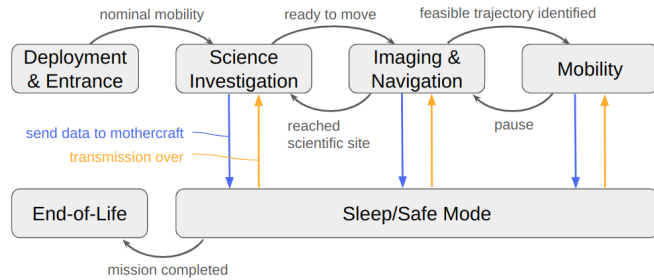 nominal mobility
ready to move
feasible trajectory identified
Deployment
& Entrance
Science
Investigation
Imaging &
Navigation
Mobility
reached
scientific site
pause
send data to mothercraft
transmission over
End-of-Life
Sleep/Safe Mode
mission completed